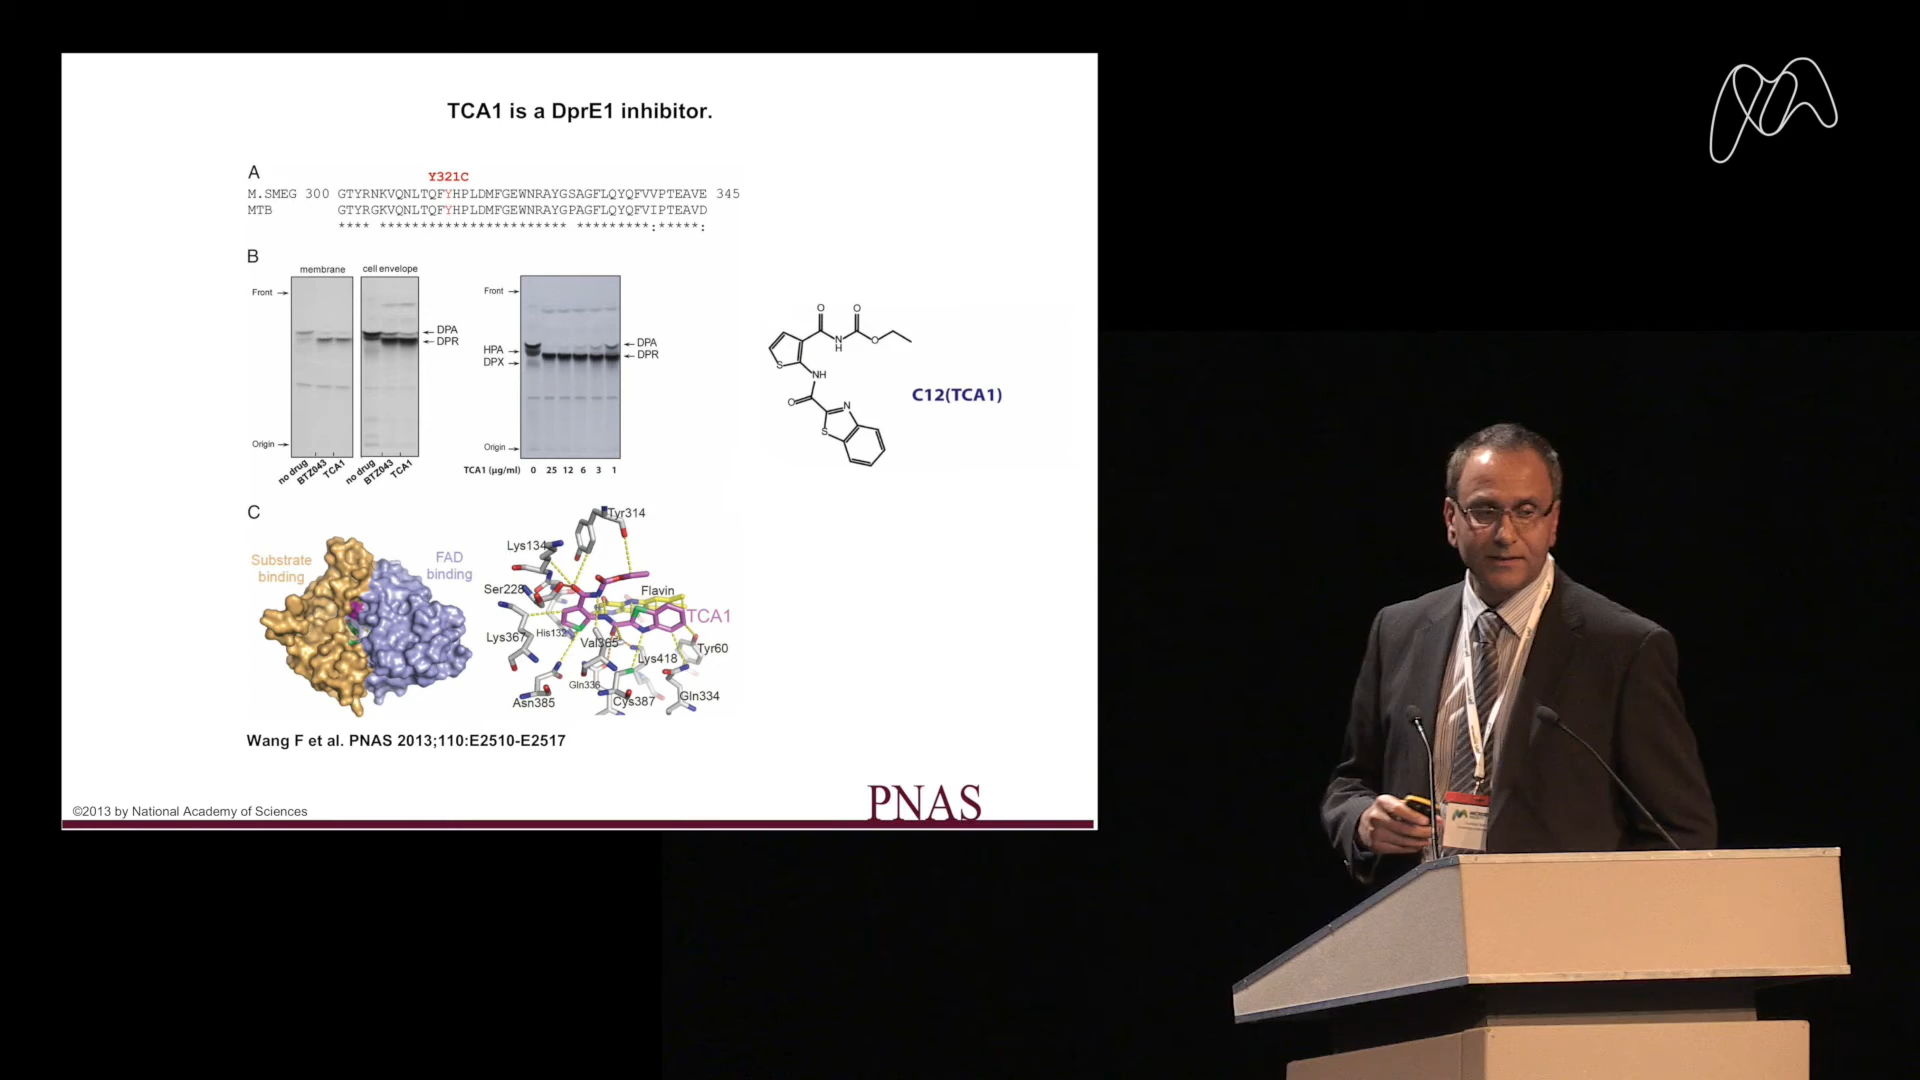 TCA1 is a DprE1 inhibitor.
A
Y321C
M.SMEG 300 GTYRNKVQNLTQFYHPLDMFGEWNRAYGSAGFLQYQFVVPTEAVE 345
MTB GTYRGKVQNLTQFYHPLDMFGEWNRAYGPAGFLQYQFVIPTEAVD
**** *********************** *********:*****:
B
membrane
cell envelope
Front
DPA
DPR
Origin
no drug
BTZ043
TCA1
no drug
BTZ043
TCA1
Front
HPA
DPX
DPA
DPR
Origin
TCA1 (µg/ml) 0 25 12 6 3 1
O O
N
H
O
S
NH
O
N
S
C12(TCA1)
C
Substrate
binding
FAD
binding
Tyr314
Lys134
Ser228
Flavin
TCA1
Lys367
His132
Val365
Lys418
Tyr60
Gln336
Asn385
Cys387
Gln334
Wang F et al. PNAS 2013;110:E2510-E2517
©2013 by National Academy of Sciences
PNAS